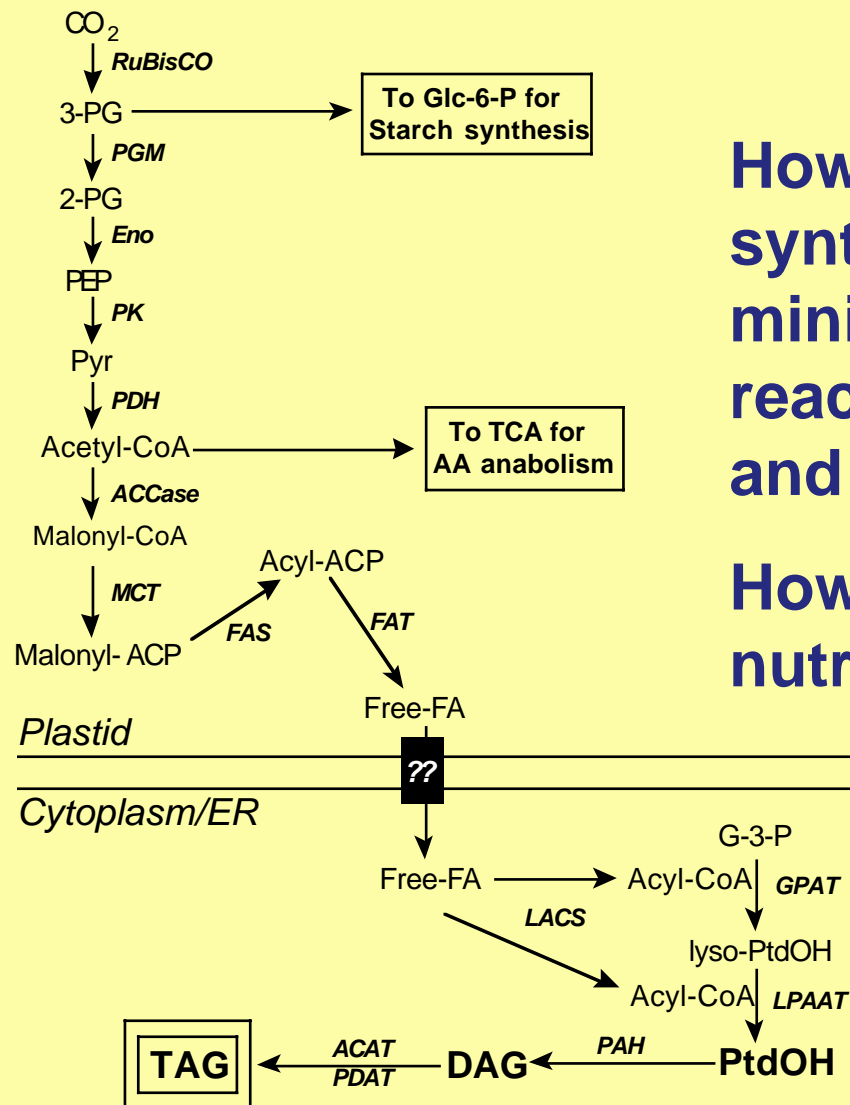 CO2
RuBisCO
3-PG
To Glc-6-P for
Starch synthesis
PGM
2-PG
Eno
PEP
PK
Pyr
PDH
Acetyl-CoA
To TCA for
AA anabolism
ACCase
Malonyl-CoA
MCT
Malonyl- ACP
FAS
Acyl-ACP
FAT
Free-FA
Plastid
??
Cytoplasm/ER
Free-FA
LACS
G-3-P
Acyl-CoA
GPAT
lyso-PtdOH
Acyl-CoA
LPAAT
PtdOH
PAH
DAG
ACAT
PDAT
TAG
How
synt
mini
reac
and
How
nutr